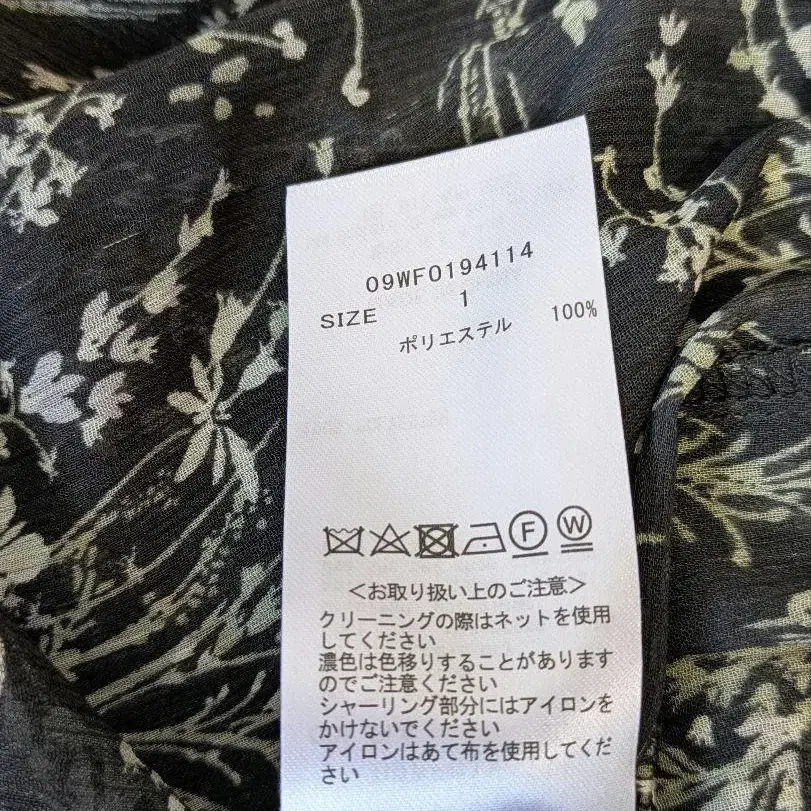 09WF0194114
SIZE 1
ポリエステル 100%
F W
<お取り扱い上のご注意>
クリーニングの際はネットを使用
してください
濃色は色移りすることがあります
のでご注意ください
シャーリング部分にはアイロンを
かけないでください
アイロンはあて布を使用してくだ
さい